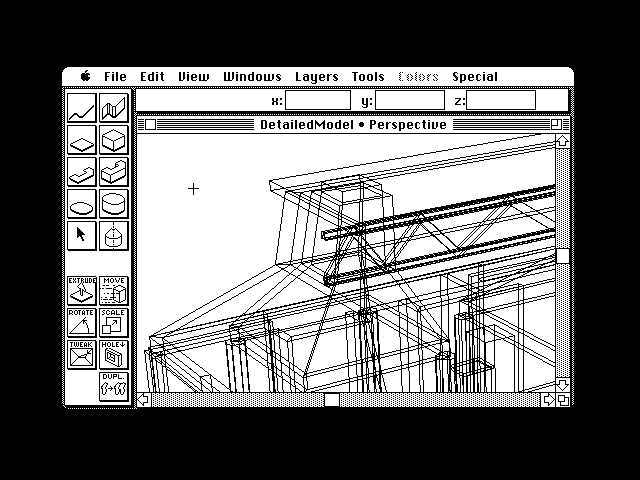 File Edit View Windows Layers Tools Colors Special
x: y: z:
DetailedModel • Perspective
EXTRUDE MOVE
ROTATE SCALE
TWEAK HOLE↓
DUPL.